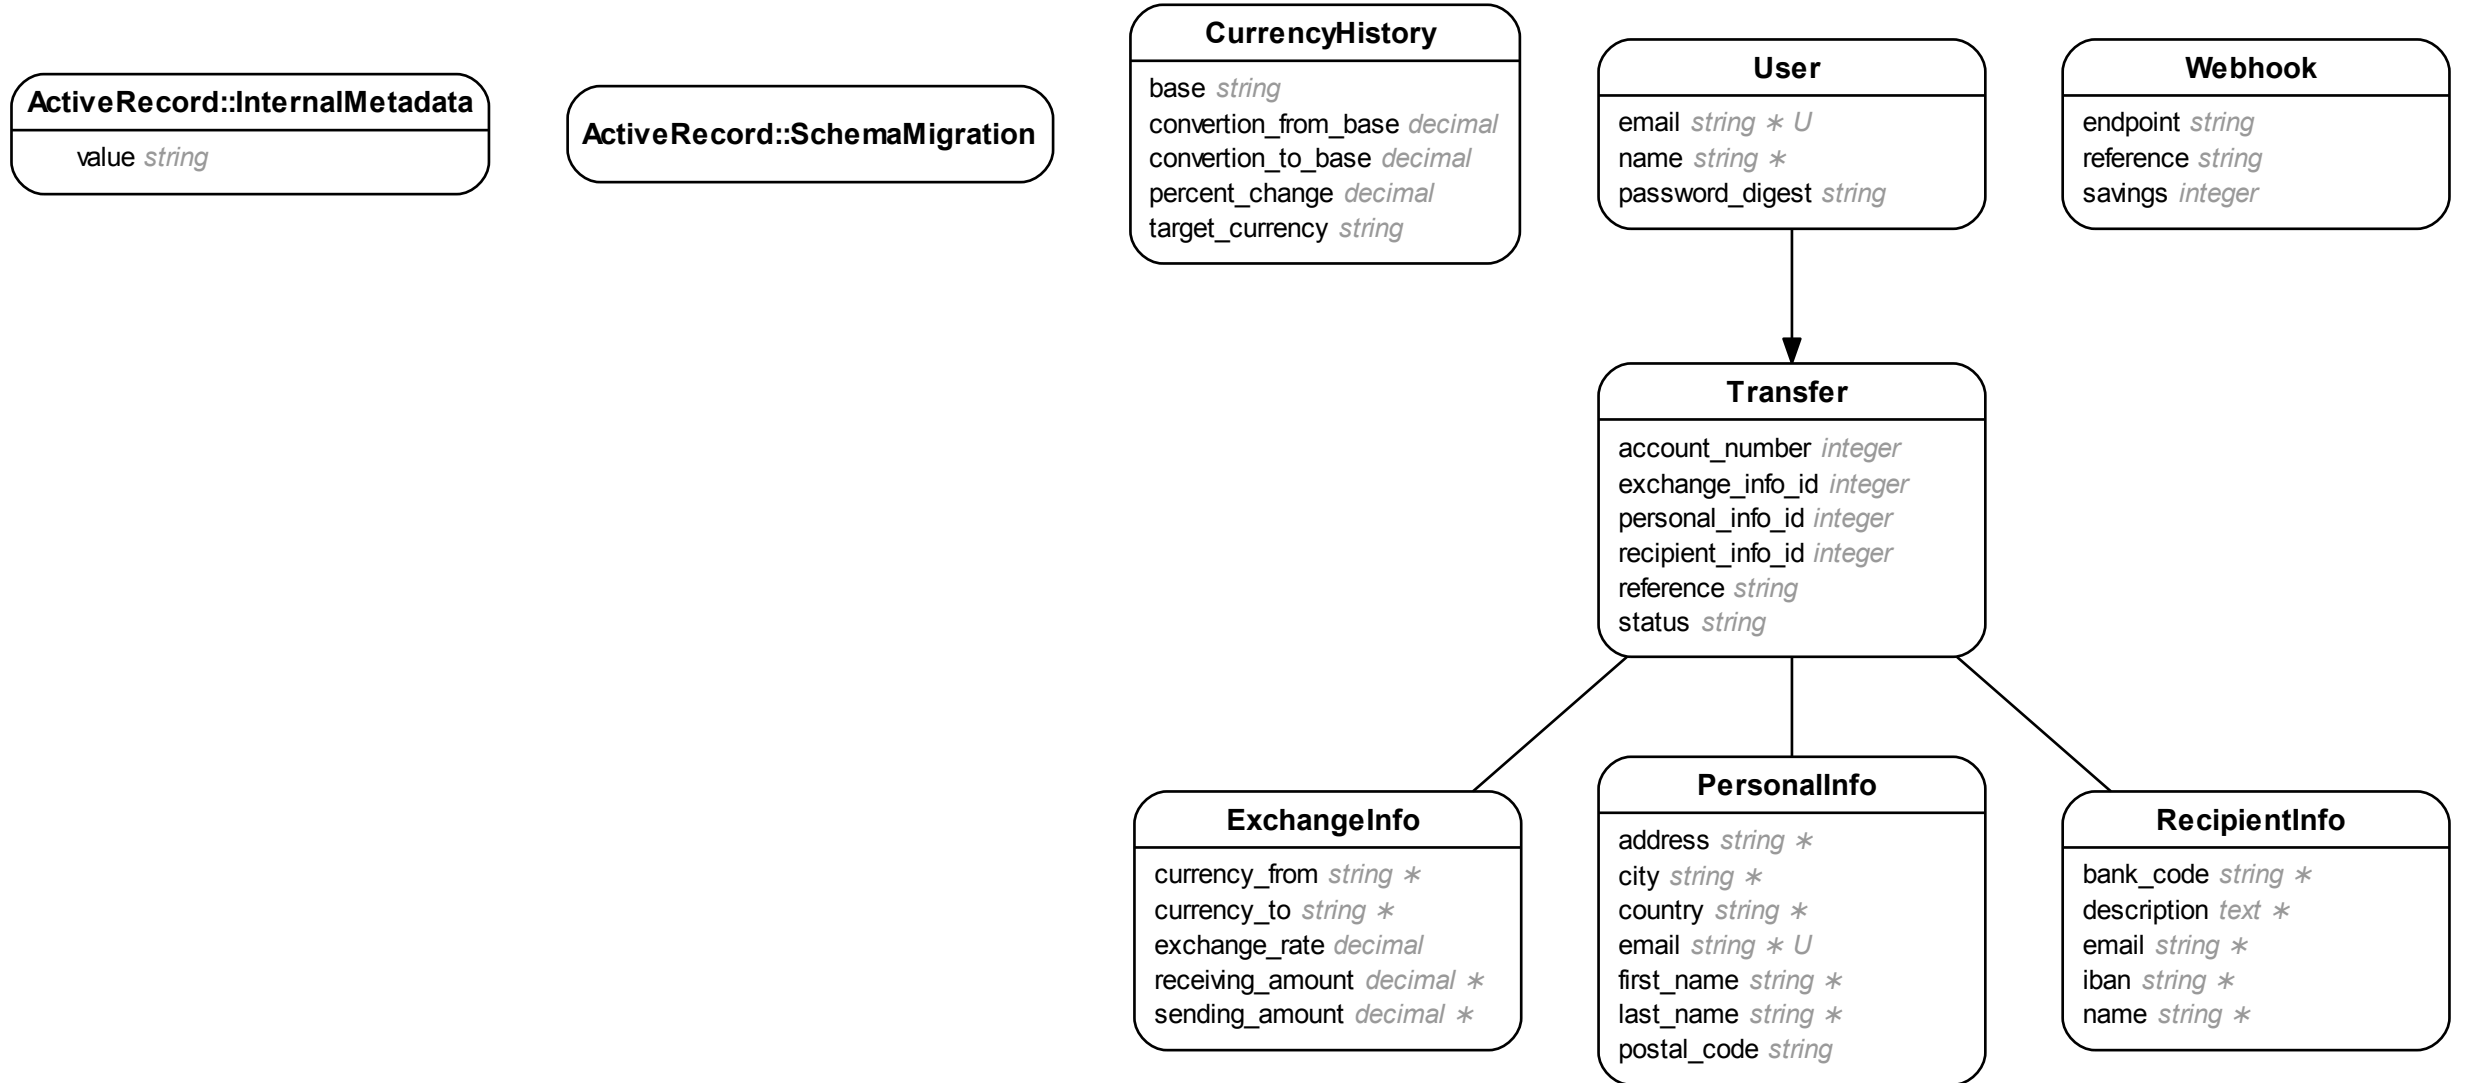 ActiveRecord::InternalMetadata
value string
ActiveRecord::SchemaMigration
CurrencyHistory
base string
convertion_from_base decimal
convertion_to_base decimal
percent_change decimal
target_currency string
User
email string ∗ U
name string ∗
password_digest string
Webhook
endpoint string
reference string
savings integer
Transfer
account_number integer
exchange_info_id integer
personal_info_id integer
recipient_info_id integer
reference string
status string
ExchangeInfo
currency_from string ∗
currency_to string ∗
exchange_rate decimal
receiving_amount decimal ∗
sending_amount decimal ∗
PersonalInfo
address string ∗
city string ∗
country string ∗
email string ∗ U
first_name string ∗
last_name string ∗
postal_code string
RecipientInfo
bank_code string ∗
description text ∗
email string ∗
iban string ∗
name string ∗